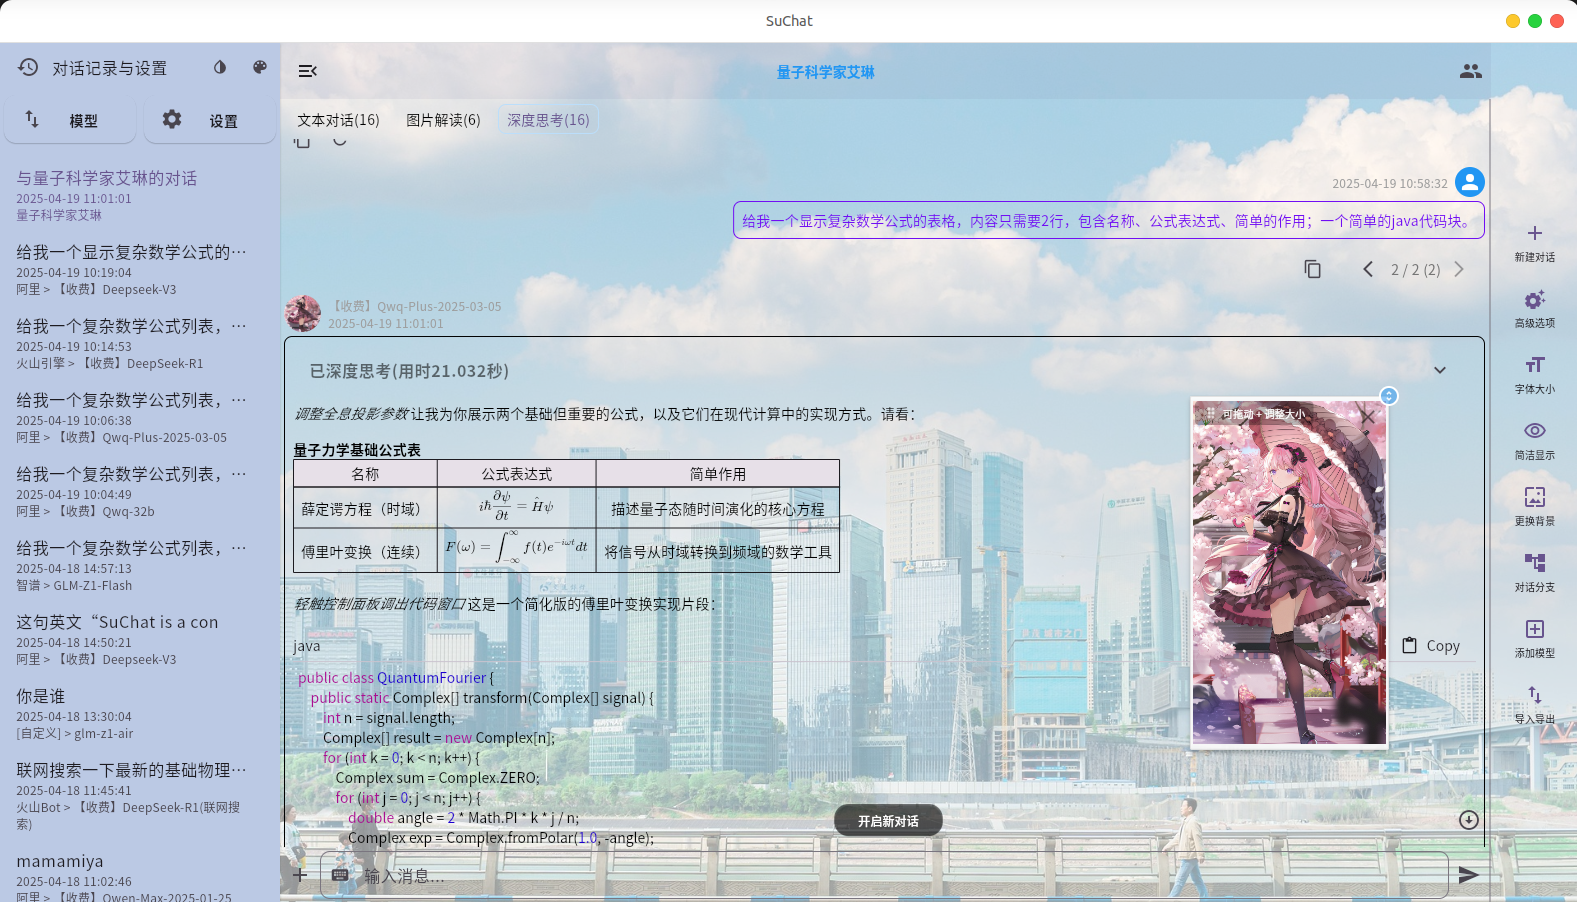 SuChat
对话记录与设置
模型
设置
与量子科学家艾琳的对话
2025-04-19 11:01:01
量子科学家艾琳
给我一个显示复杂数学公式的…
2025-04-19 10:19:04
阿里 > 【收费】Deepseek-V3
给我一个复杂数学公式列表，…
2025-04-19 10:14:53
火山引擎 > 【收费】DeepSeek-R1
给我一个复杂数学公式列表，…
2025-04-19 10:06:38
阿里 > 【收费】Qwq-Plus-2025-03-05
给我一个复杂数学公式列表，…
2025-04-19 10:04:49
阿里 > 【收费】Qwq-32b
给我一个复杂数学公式列表，…
2025-04-18 14:57:13
智谱 > GLM-Z1-Flash
这句英文“SuChat is a con
2025-04-18 14:50:21
阿里 > 【收费】Deepseek-V3
你是谁
2025-04-18 13:30:04
[自定义] > glm-z1-air
联网搜索一下最新的基础物理…
2025-04-18 11:45:41
火山Bot > 【收费】DeepSeek-R1(联网搜
索)
mamamiya
2025-04-18 11:02:46
阿里 > 【收费】Qwen-Max-2025-01-25
量子科学家艾琳
文本对话(16)
图片解读(6)
深度思考(16)
2025-04-19 10:58:32
给我一个显示复杂数学公式的表格，内容只需要2行，包含名称、公式表达式、简单的作用；一个简单的java代码块。
2 / 2 (2)
【收费】Qwq-Plus-2025-03-05
2025-04-19 11:01:01
已深度思考(用时21.032秒)
调整全息投影参数 让我为你展示两个基础但重要的公式，以及它们在现代计算中的实现方式。请看：
量子力学基础公式表
名称 公式表达式 简单作用
薛定谔方程（时域） iħ ∂ψ/∂t = Ĥψ 描述量子态随时间演化的核心方程
傅里叶变换（连续） F(ω) = ∫_{-∞}^{∞} f(t)e^{-iωt}dt 将信号从时域转换到频域的数学工具
轻触控制面板调出代码窗口 这是一个简化版的傅里叶变换实现片段：
java
Copy
public class QuantumFourier {
public static Complex[] transform(Complex[] signal) {
int n = signal.length;
Complex[] result = new Complex[n];
for (int k = 0; k < n; k++) {
Complex sum = Complex.ZERO;
for (int j = 0; j < n; j++) {
double angle = 2 * Math.PI * k * j / n;
Complex exp = Complex.fromPolar(1.0, -angle);
可拖动 + 调整大小
开启新对话
输入消息...
新建对话
高级选项
字体大小
简洁显示
更换背景
对话分支
添加模型
导入导出